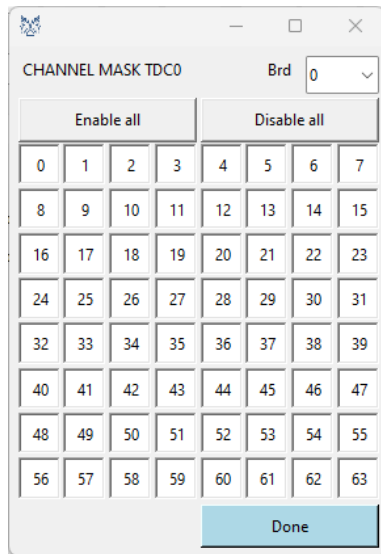 CHANNEL MASK TDC0 Brd 0
Enable all Disable all
0 1 2 3 4 5 6 7
8 9 10 11 12 13 14 15
16 17 18 19 20 21 22 23
24 25 26 27 28 29 30 31
32 33 34 35 36 37 38 39
40 41 42 43 44 45 46 47
48 49 50 51 52 53 54 55
56 57 58 59 60 61 62 63
Done